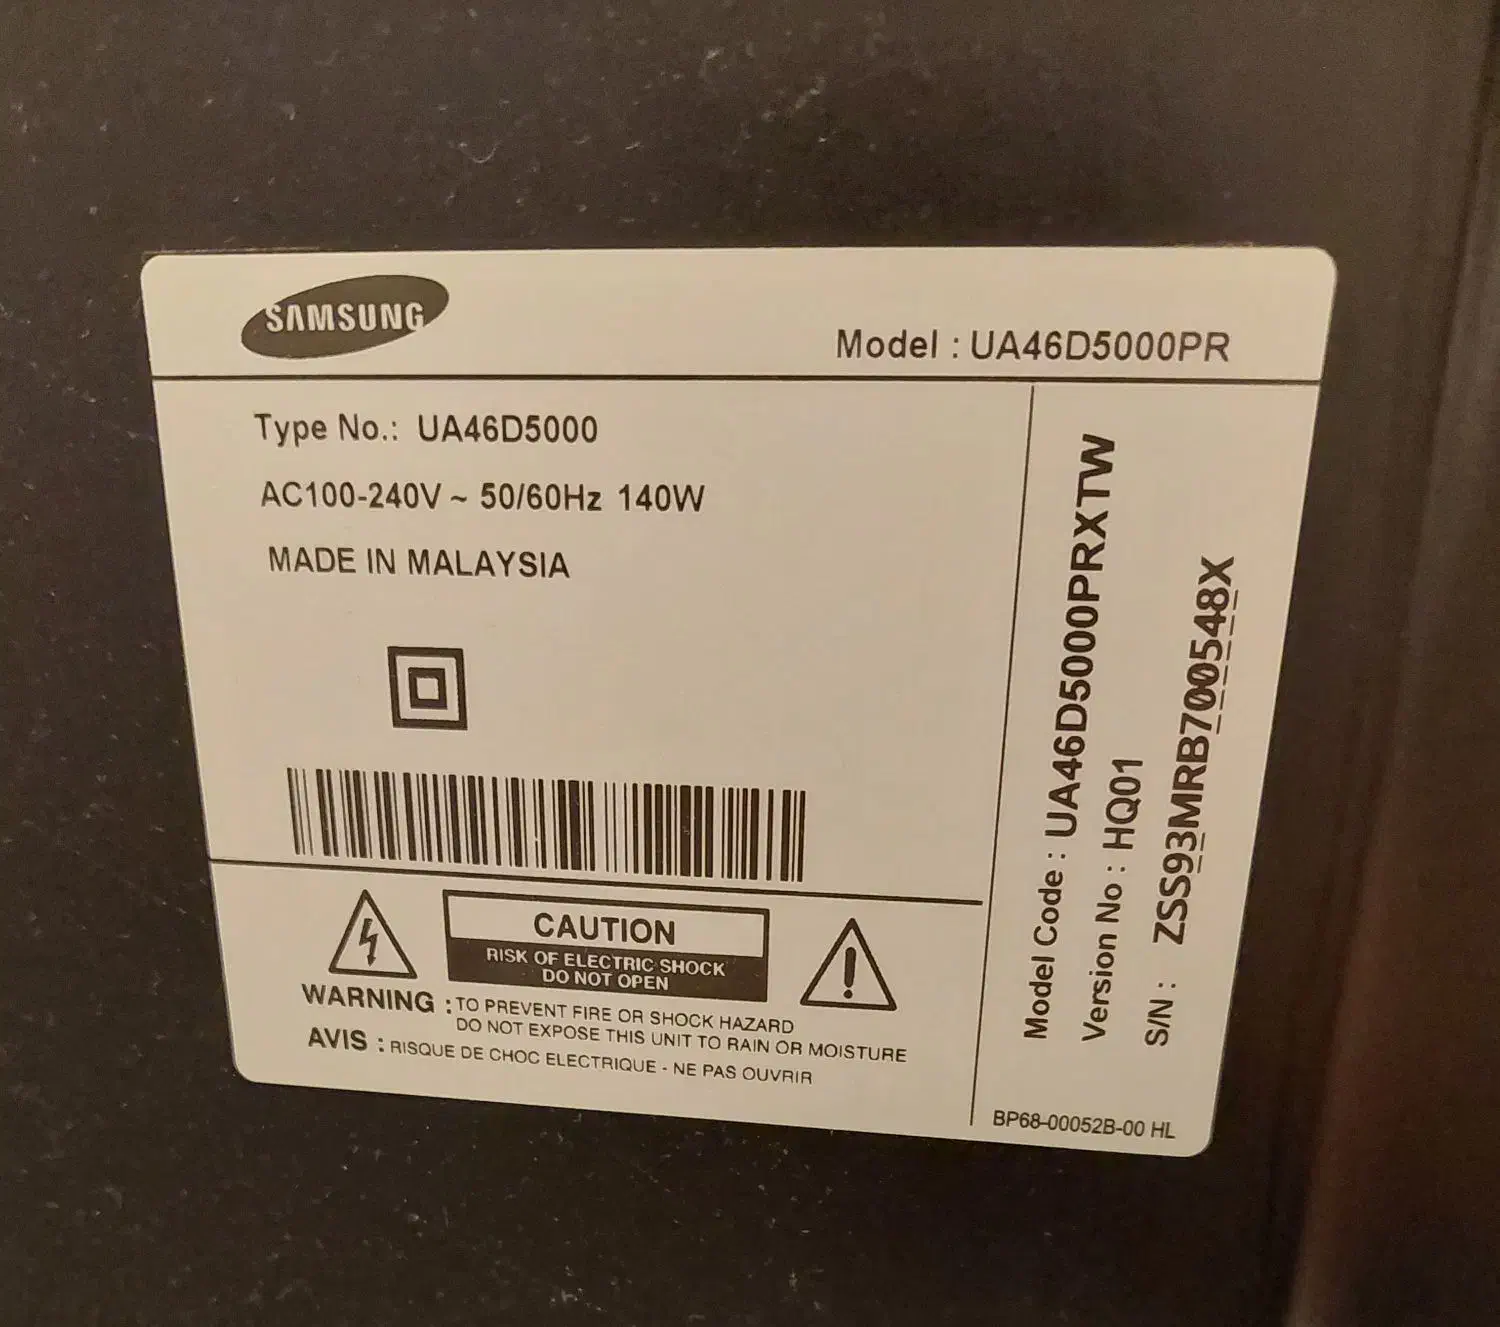 SAMSUNG
Model : UA46D5000PR
Type No.: UA46D5000
AC100-240V ~ 50/60Hz 140W
MADE IN MALAYSIA
CAUTION
RISK OF ELECTRIC SHOCK
DO NOT OPEN
WARNING : TO PREVENT FIRE OR SHOCK HAZARD
DO NOT EXPOSE THIS UNIT TO RAIN OR MOISTURE
AVIS : RISQUE DE CHOC ELECTRIQUE - NE PAS OUVRIR
Model Code : UA46D5000PRXTW
Version No : HQ01
S/N : ZSS93MRB700548X
BP68-00052B-00 HL